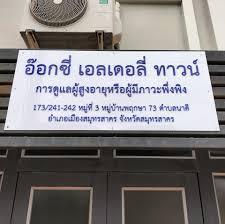 อ๊อกซี่ เอลเดอลี่ ทาวน์
การดูแลผู้สูงอายุหรือผู้มีภาวะพึ่งพิง
173/241-242 หมู่ที่ 3 หมู่บ้านพฤกษา 73 ตำบลนาดี
อำเภอเมืองสมุทรสาคร จังหวัดสมุทรสาคร